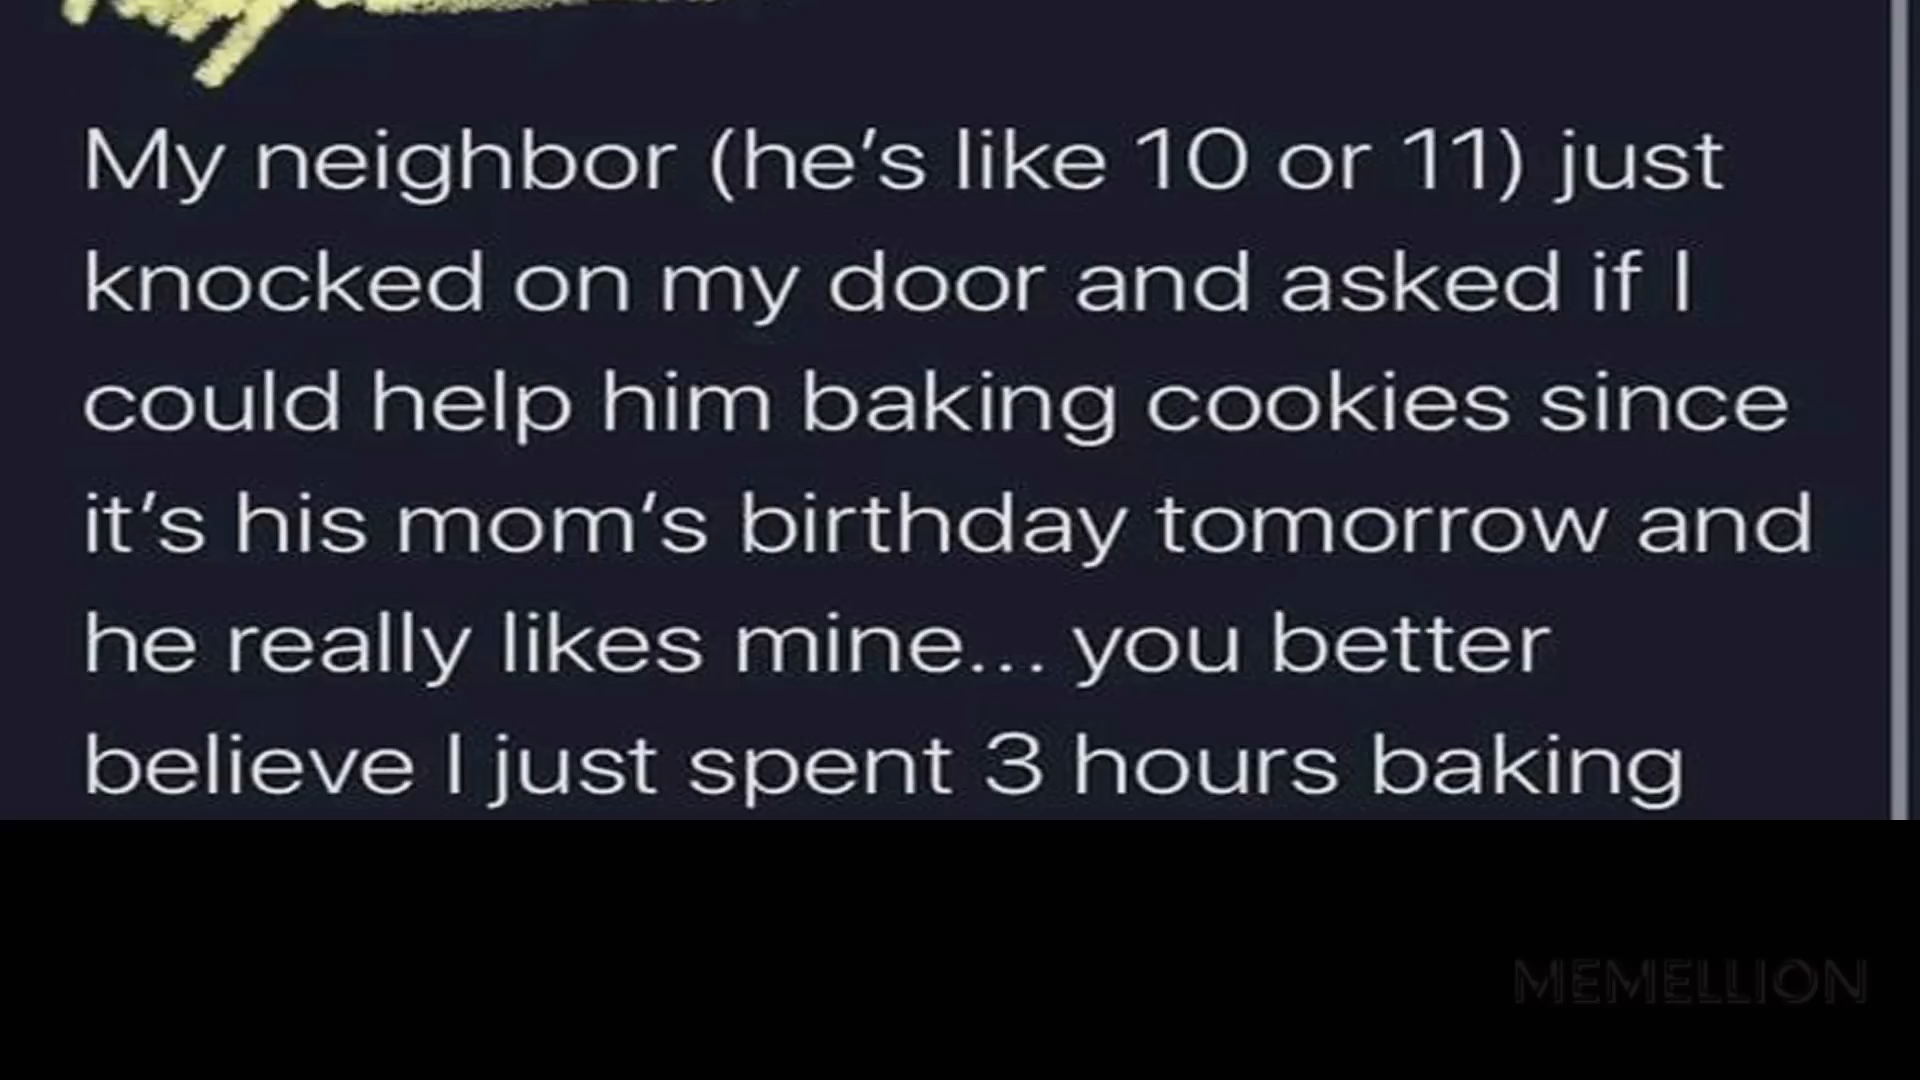 My neighbor (he's like 10 or 11) just
knocked on my door and asked if I
could help him baking cookies since
it's his mom's birthday tomorrow and
he really likes mine... you better
believe I just spent 3 hours baking
MEMELLION